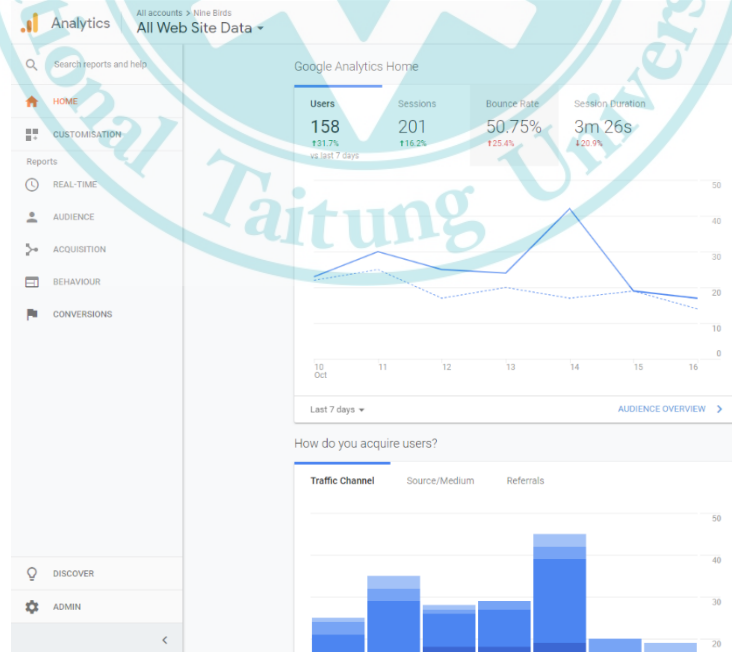 Analytics
All accounts > Nine Birds
All Web Site Data
Search reports and help
HOME
CUSTOMISATION
Reports
REAL-TIME
AUDIENCE
ACQUISITION
BEHAVIOUR
CONVERSIONS
DISCOVER
ADMIN
Google Analytics Home
Users
158
↑31.7%
vs last 7 days
Sessions
201
↑16.2%
Bounce Rate
50.75%
↑25.4%
Session Duration
3m 26s
↓20.9%
50
40
30
20
10
0
10 11 12 13 14 15 16
Oct
Last 7 days
AUDIENCE OVERVIEW >
How do you acquire users?
Traffic Channel Source/Medium Referrals
50
40
30
20
Taitung